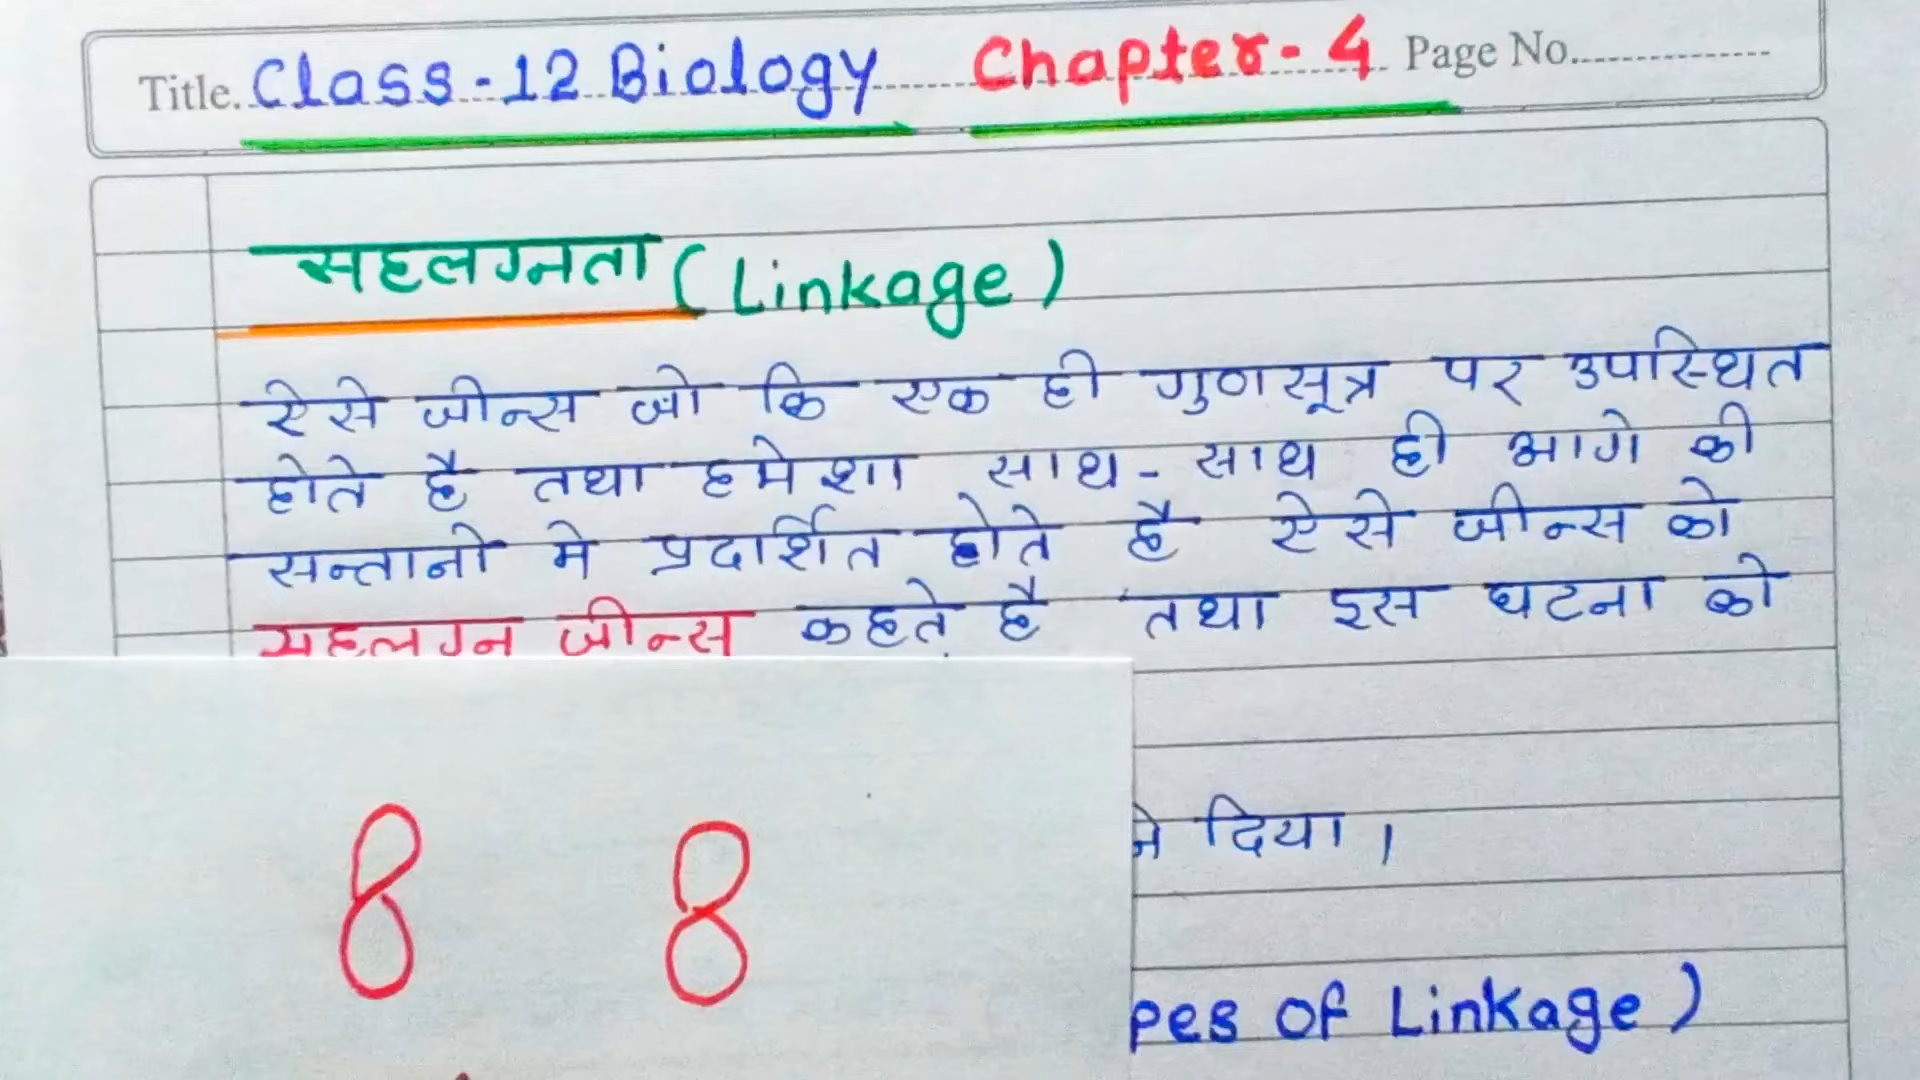 Title. Class-12 Biology Chapter-4 Page No.
सहलग्नता (Linkage)
ऐसे जीन्स जो कि एक ही गुणसूत्र पर उपस्थित
होते है तथा हमेशा साथ-साथ ही आगे की
सन्तानो मे प्रदार्शित होते है ऐसे जीन्स को
सहलग्न जीन्स कहते है तथा इस घटना को
ने दिया।
8 8
pes of Linkage)